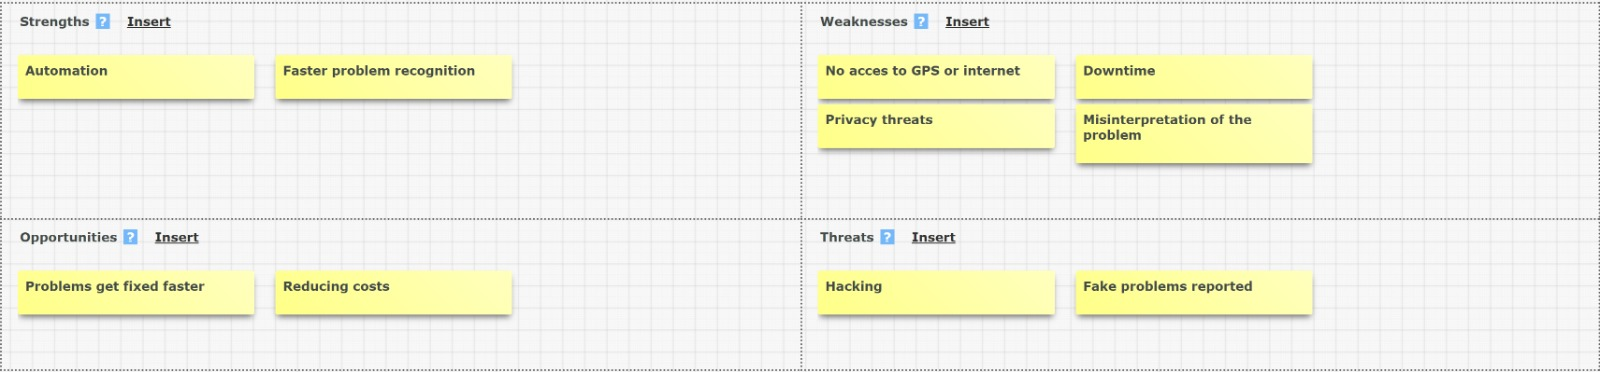 Strengths ? Insert
Automation
Faster problem recognition
Weaknesses ? Insert
No acces to GPS or internet
Downtime
Privacy threats
Misinterpretation of the
problem
Opportunities ? Insert
Problems get fixed faster
Reducing costs
Threats ? Insert
Hacking
Fake problems reported